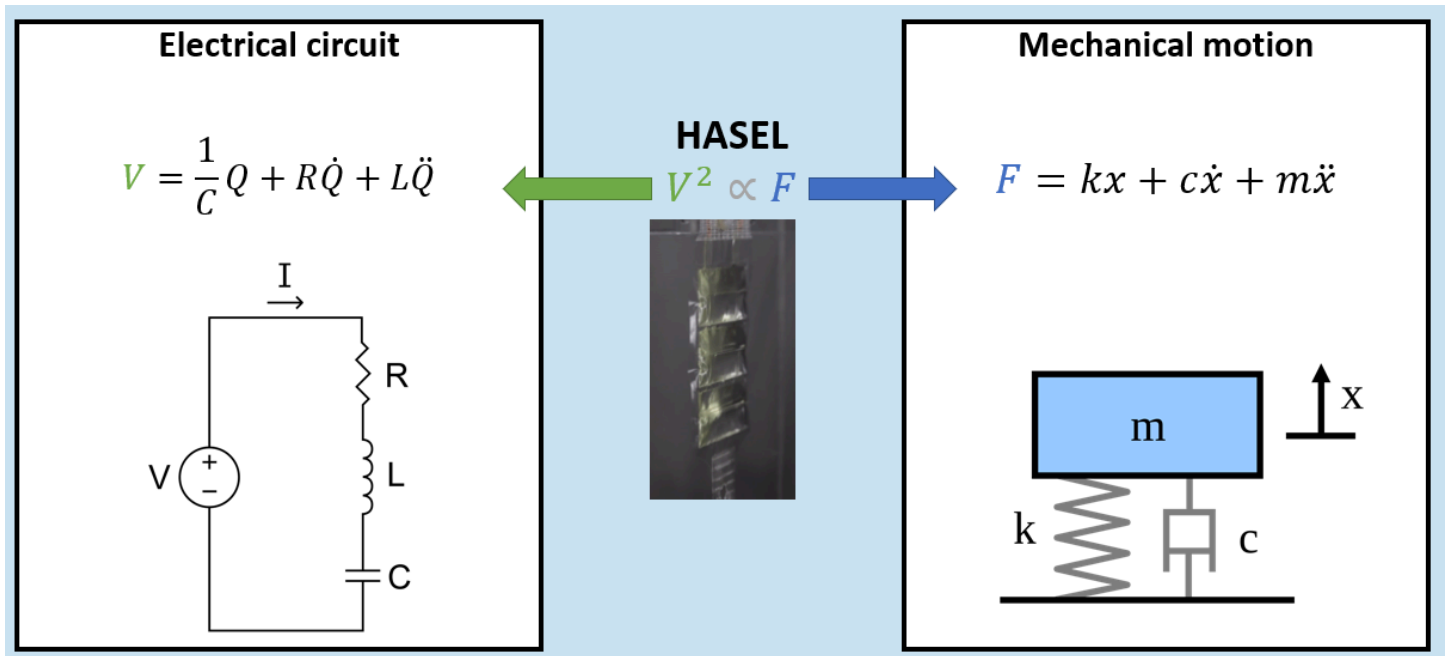 Electrical circuit
V = 1/C Q + RQ̇ + LQ̈
I
R
L
V
+
−
C
HASEL
V² ∝ F
Mechanical motion
F = kx + cẋ + mẍ
m
x
k
c